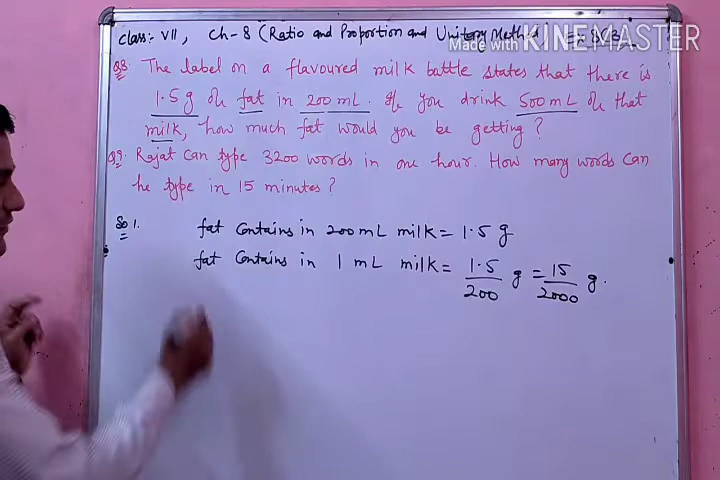 Class:- VII, Ch-8 (Ratio and Proportion and Unitary Method)
Made with KINEMASTER
Q8. The label on a flavoured milk battle states that there is
1.5 g of fat in 200 mL. If you drink 500 mL of that
milk, how much fat would you be getting?
Q9. Rajat can type 3200 words in one hour. How many words can
he type in 15 minutes?
Sol. fat Contains in 200 mL milk = 1.5 g
fat Contains in 1 mL milk = 1.5/200 g = 15/2000 g.